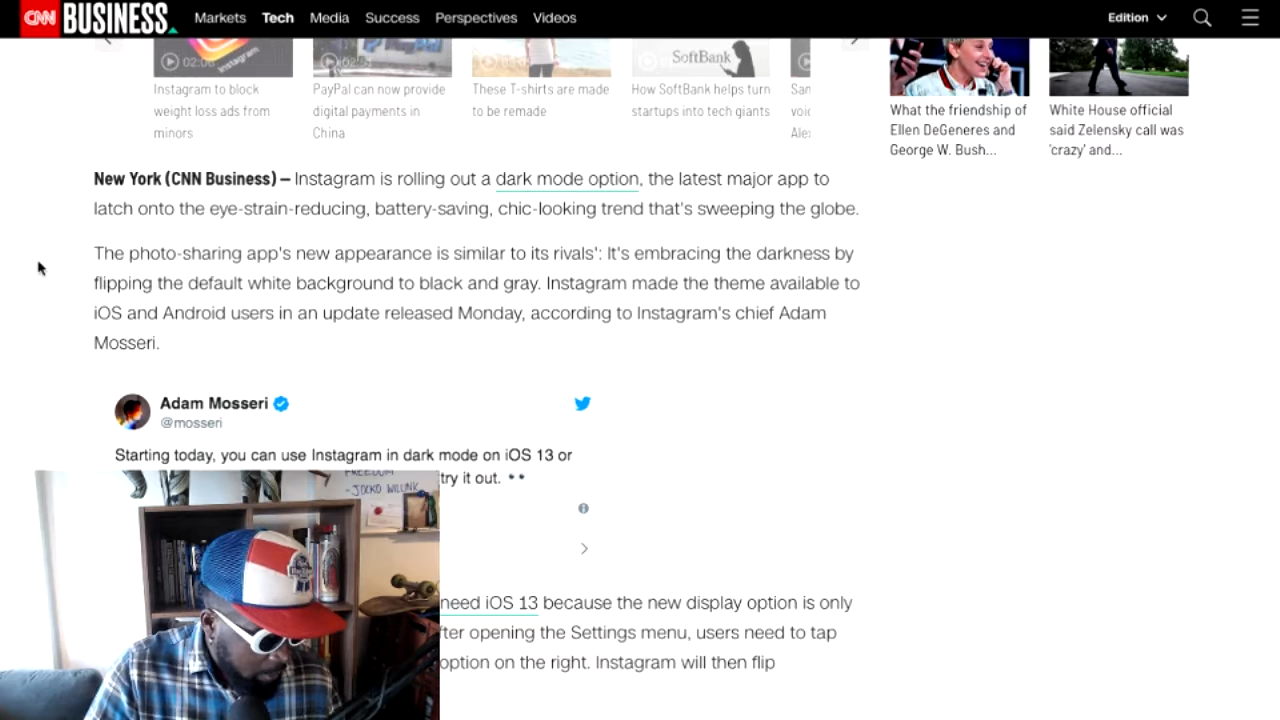 CNN BUSINESS Markets Tech Media Success Perspectives Videos Edition
02:06
Instagram
SoftBank
Instagram to block
weight loss ads from
minors
PayPal can now provide
digital payments in
China
These T-shirts are made
to be remade
How SoftBank helps turn
startups into tech giants
San
voic
Ale
What the friendship of
Ellen DeGeneres and
George W. Bush...
White House official
said Zelensky call was
'crazy' and...
New York (CNN Business) — Instagram is rolling out a dark mode option, the latest major app to
latch onto the eye-strain-reducing, battery-saving, chic-looking trend that's sweeping the globe.
The photo-sharing app's new appearance is similar to its rivals': It's embracing the darkness by
flipping the default white background to black and gray. Instagram made the theme available to
iOS and Android users in an update released Monday, according to Instagram's chief Adam
Mosseri.
Adam Mosseri
@mosseri
Starting today, you can use Instagram in dark mode on iOS 13 or
try it out.
FREEDOM
- JOCKO WILLINK
need iOS 13 because the new display option is only
fter opening the Settings menu, users need to tap
option on the right. Instagram will then flip